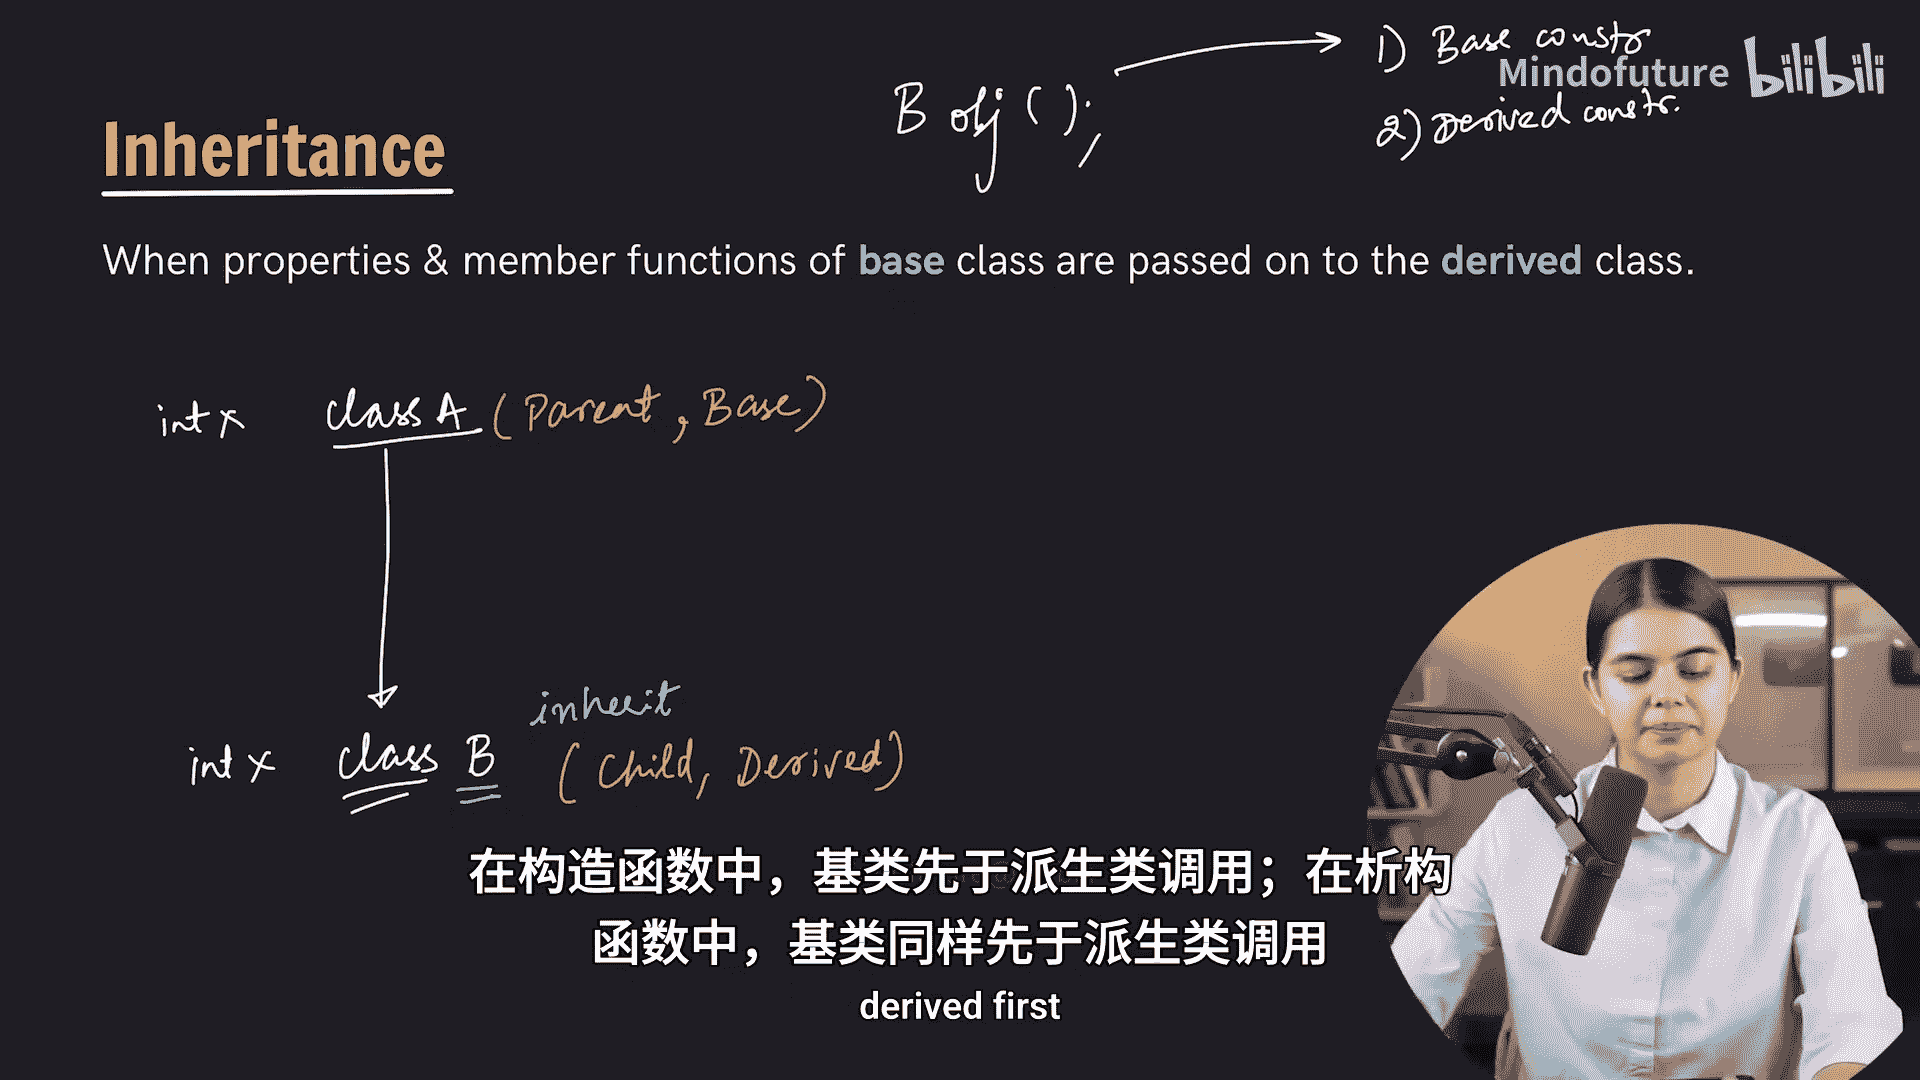 1) Base constr
Mindofuture bilibili
B obj ();
2) Derived constr.
Inheritance
When properties & member functions of base class are passed on to the derived class.
int x class A (Parent, Base)
inherit
int x class B (Child, Derived)
在构造函数中，基类先于派生类调用；在析构
函数中，基类同样先于派生类调用
derived first